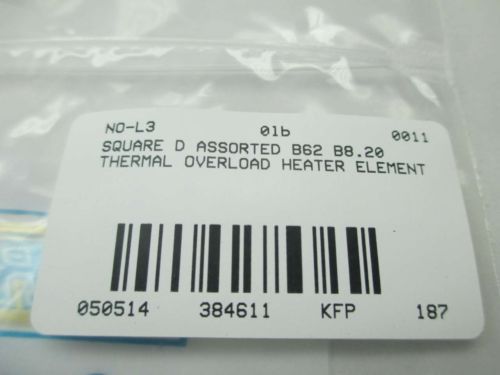 NO-L3 01b 0011
SQUARE D ASSORTED B62 B8.20
THERMAL OVERLOAD HEATER ELEMENT
050514 384611 KFP 187